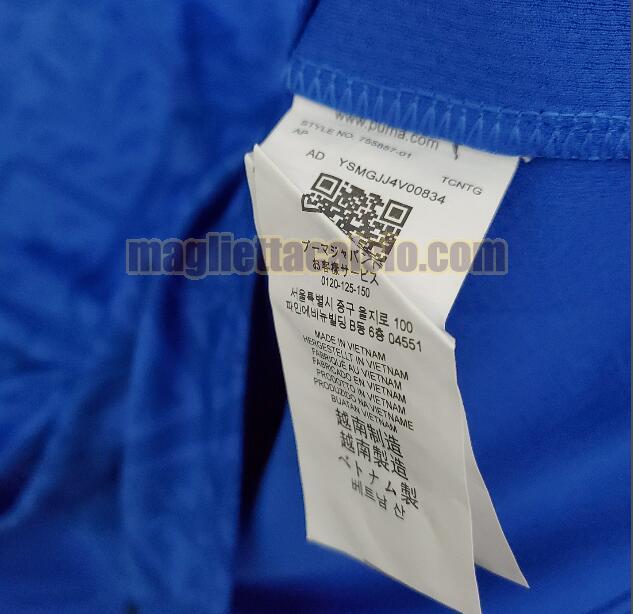 www.puma.com
STYLE NO. 755887-01
AP
AD YSMGJJ4V00834
TCNTG
magliettacalcio.com
プーマジャパン
お客様サービス
0120-125-150
서울특별시 중구 을지로 100
파인에비뉴빌딩 B동 6층 04551
MADE IN VIETNAM
HERGESTELLT IN VIETNAM
FABRIQUÉ AU VIETNAM
FABRICADO EN VIETNAM
PRODOTTO IN VIETNAM
PRODUZIDO NA VIETNAME
BUATAN VIETNAM
越南制造
越南製造
ベトナム製
베트남 산